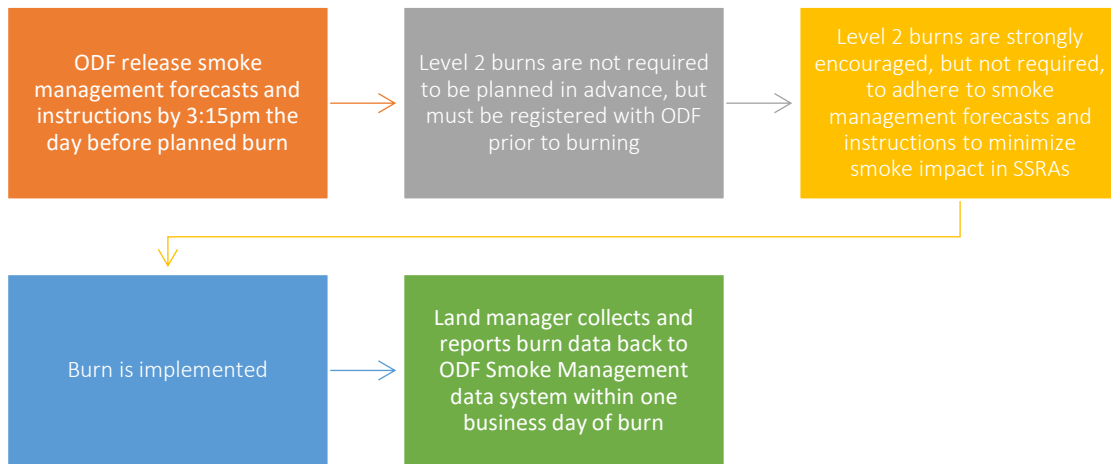 ODF release smoke
management forecasts and
instructions by 3:15pm the
day before planned burn
Level 2 burns are not required
to be planned in advance, but
must be registered with ODF
prior to burning
Level 2 burns are strongly
encouraged, but not required,
to adhere to smoke
management forecasts and
instructions to minimize
smoke impact in SSRAs
Burn is implemented
Land manager collects and
reports burn data back to
ODF Smoke Management
data system within one
business day of burn